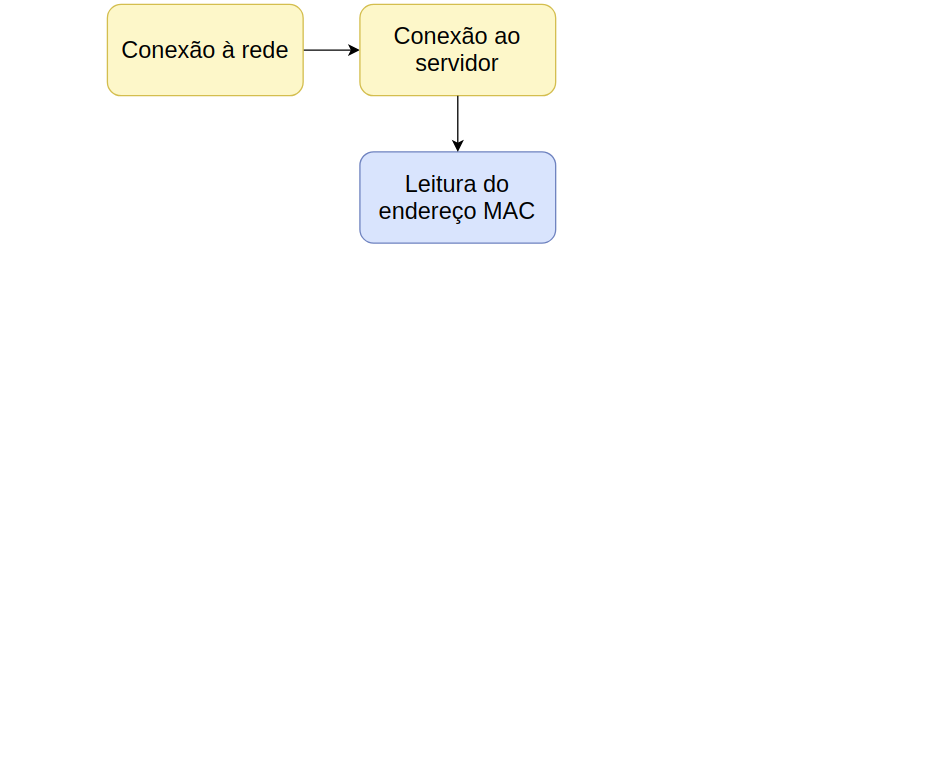 Conexão à rede
Conexão ao
servidor
Leitura do
endereço MAC